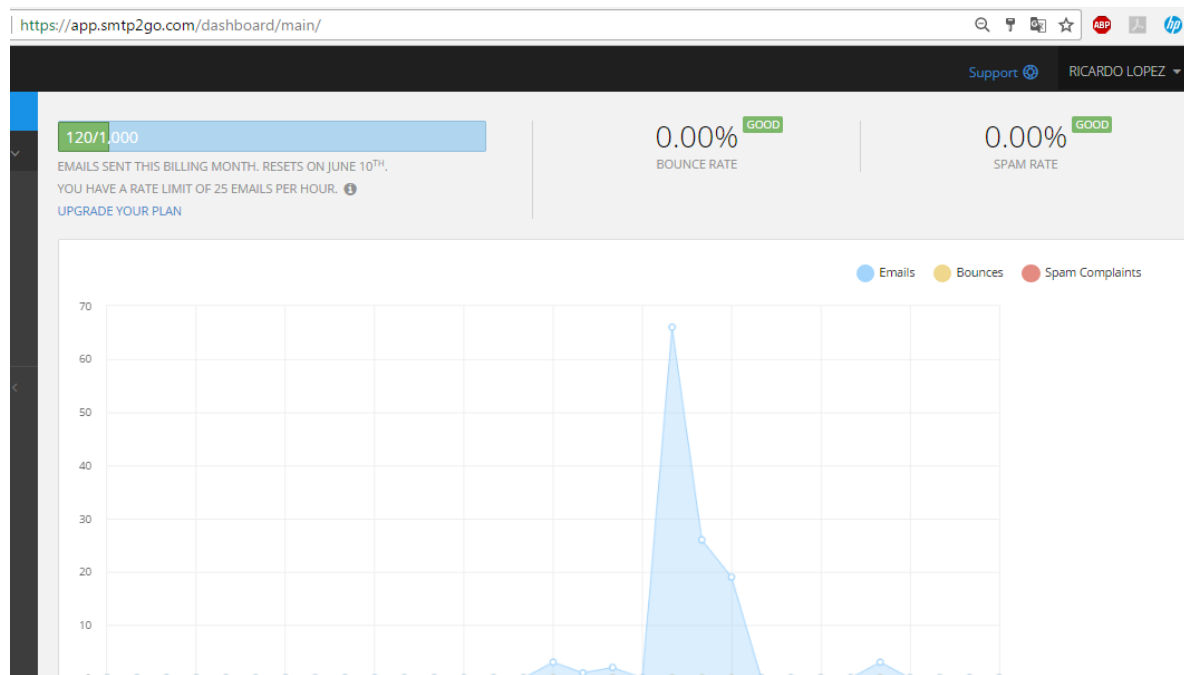 https://app.smtp2go.com/dashboard/main/
ABP
hp
Support
RICARDO LOPEZ
120/1,000
EMAILS SENT THIS BILLING MONTH. RESETS ON JUNE 10TH.
YOU HAVE A RATE LIMIT OF 25 EMAILS PER HOUR.
UPGRADE YOUR PLAN
0.00% GOOD
BOUNCE RATE
0.00% GOOD
SPAM RATE
Emails Bounces Spam Complaints
70
60
50
40
30
20
10